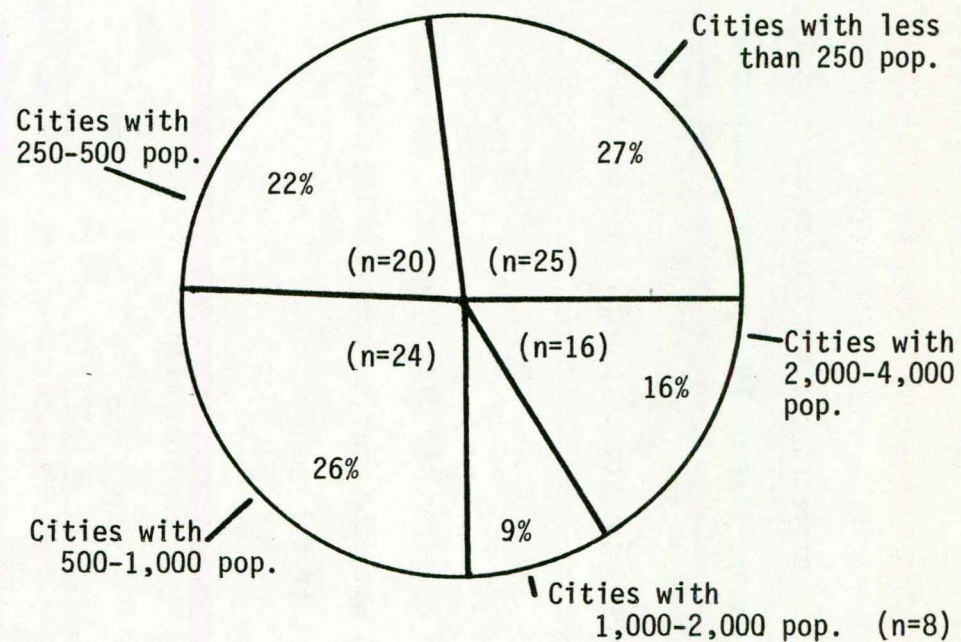 Cities with less
than 250 pop.
Cities with
250-500 pop.
27%
22%
(n=20)
(n=25)
(n=24)
(n=16)
Cities with
2,000-4,000
pop.
16%
26%
9%
Cities with
500-1,000 pop.
Cities with
1,000-2,000 pop. (n=8)